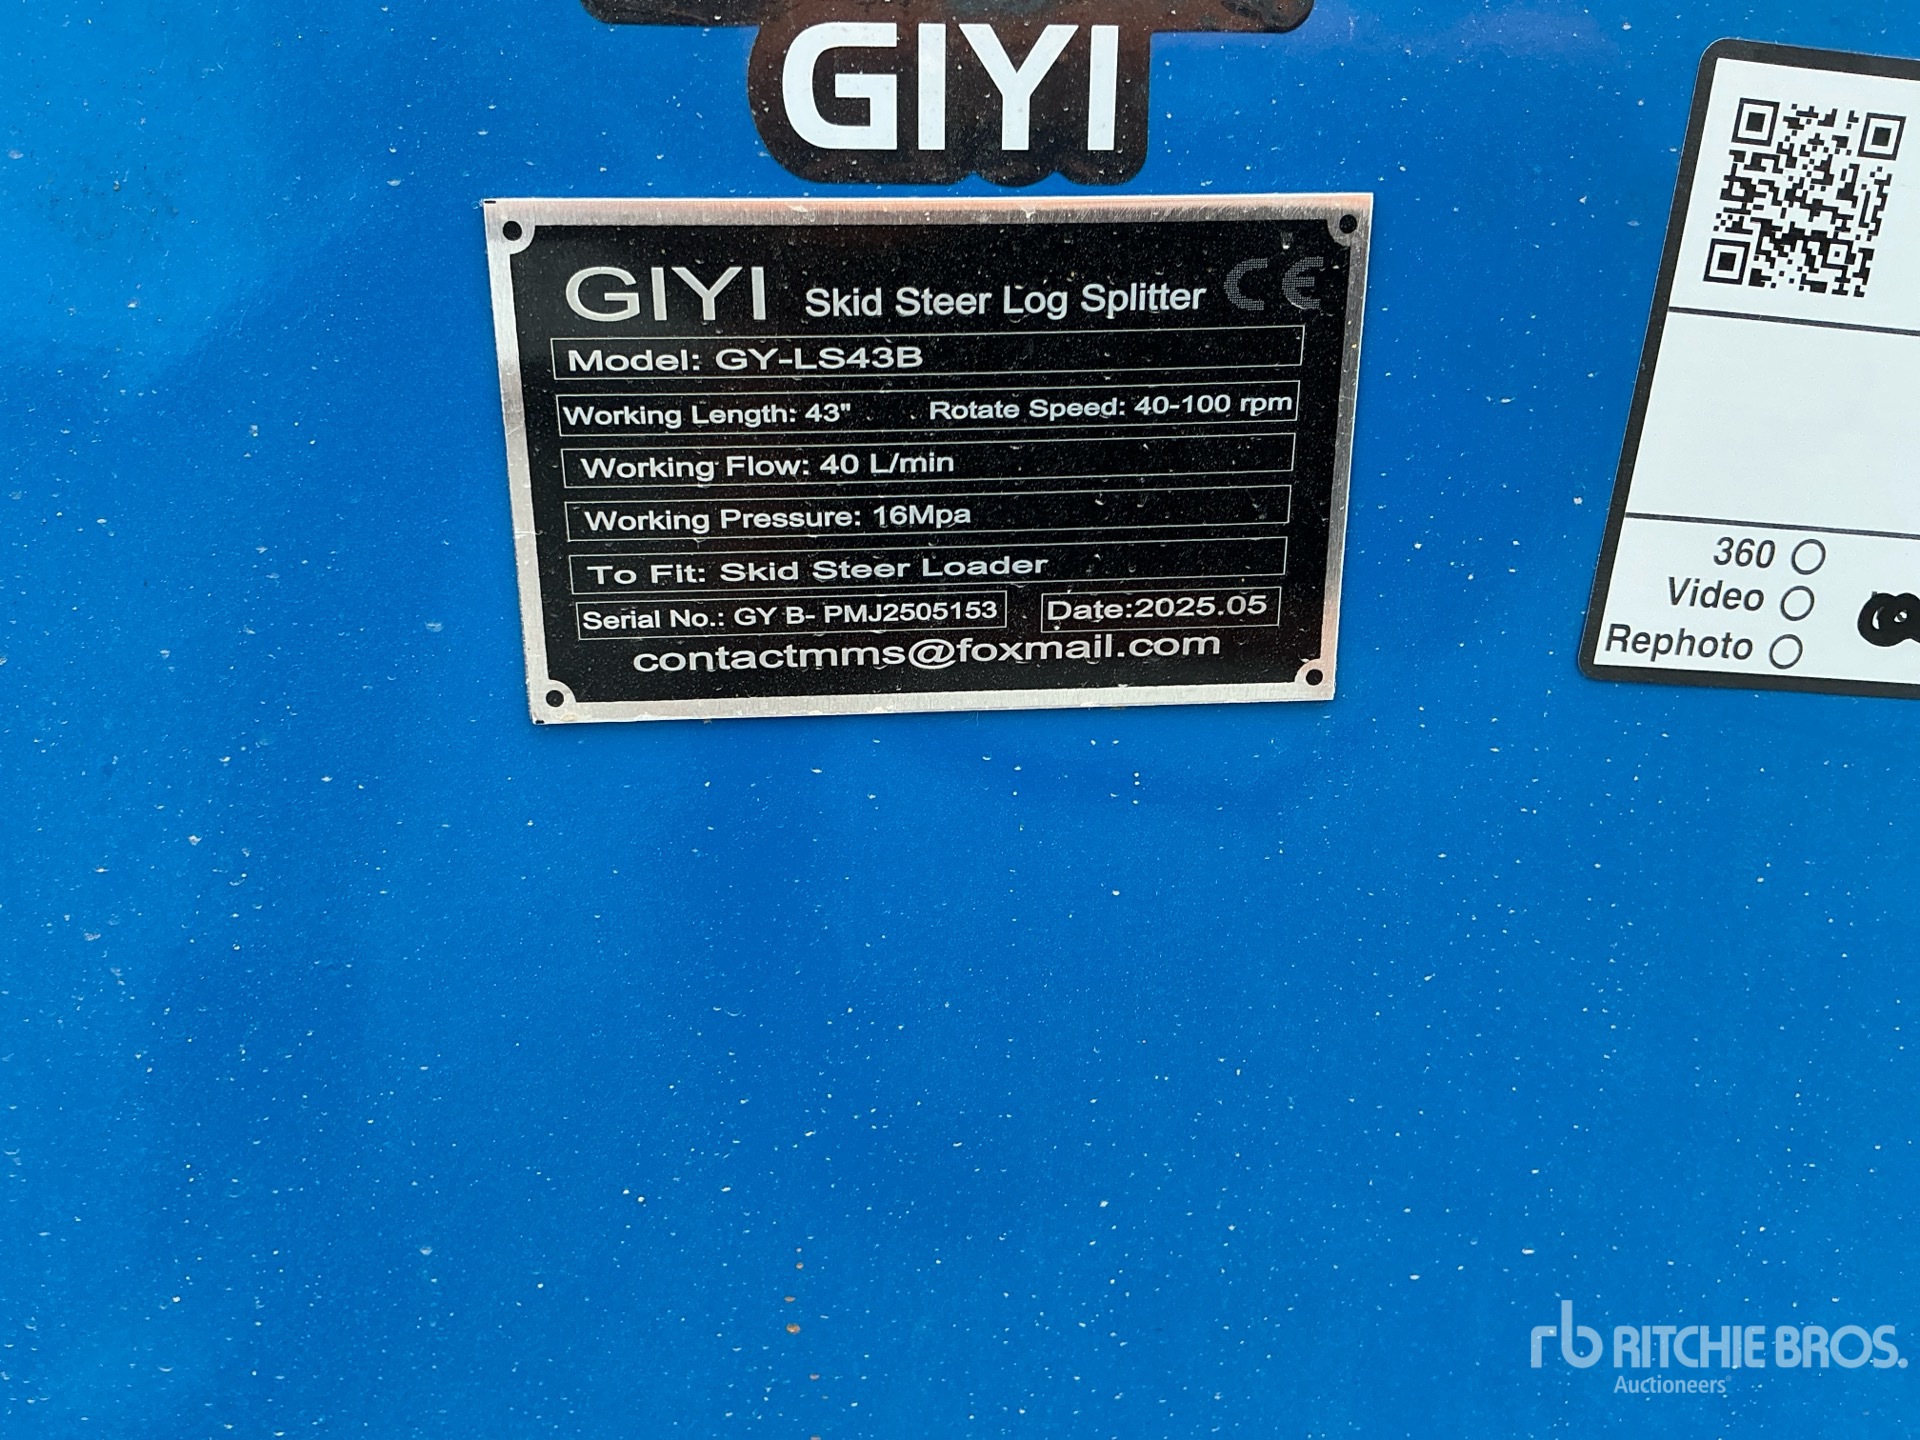 GIYI
GIYI Skid Steer Log Splitter CE
Model: GY-LS43B
Working Length: 43" Rotate Speed: 40-100 rpm
Working Flow: 40 L/min
Working Pressure: 16Mpa
To Fit: Skid Steer Loader
Serial No.: GY B- PMJ2505153 Date:2025.05
contactmms@foxmail.com
360
Video
Rephoto
rb RITCHIE BROS.
Auctioneers